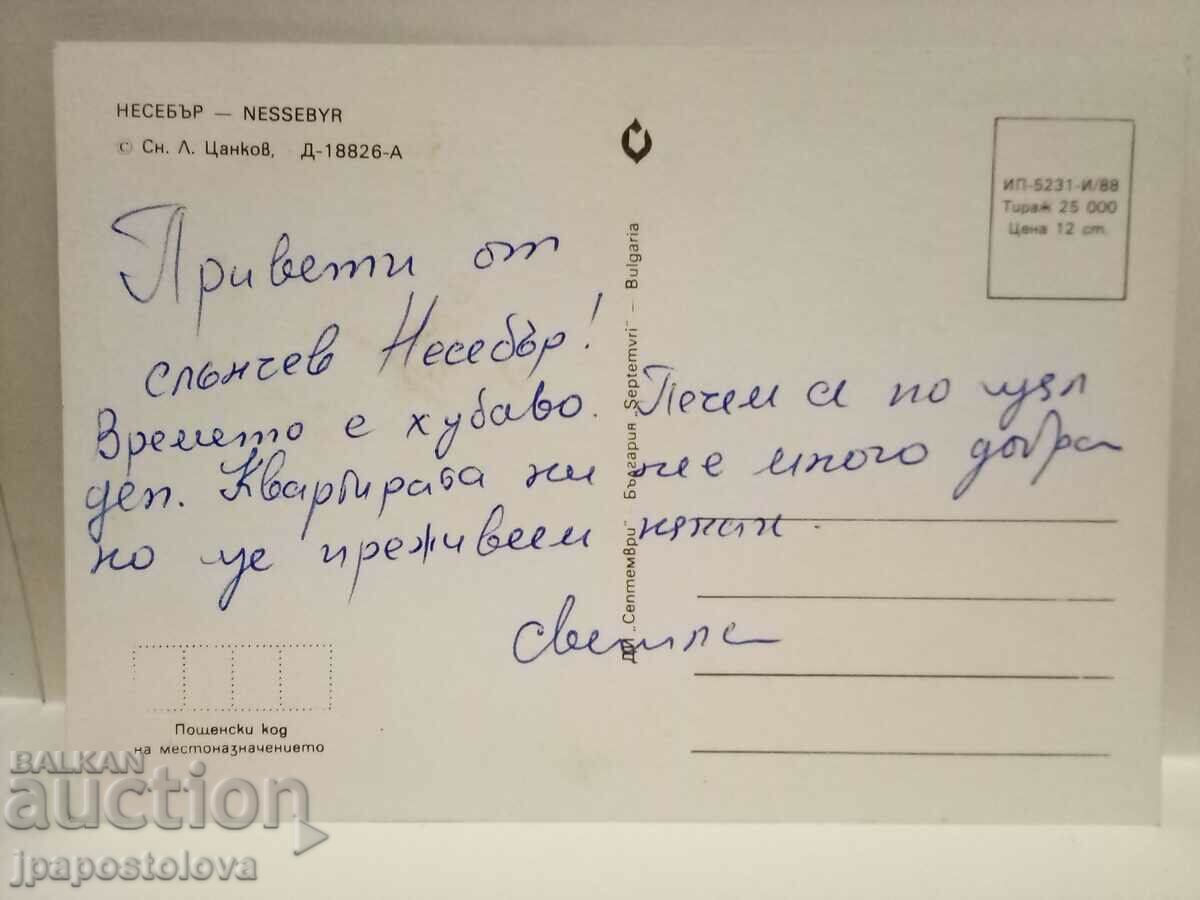 НЕСЕБЪР — NESSEBYR
© Сн. Л. Цанков, Д-18826-А
ИП-5231-И/88
Тираж 25 000
Цена 12 ст.
ДП „Септември" България „Septemvri" — Bulgaria
Привети от
слънчев Несебър!
Времето е хубаво. Печем се по цял
ден. Квартирата ни не е много добра
но ще преживеем някак.
Светла
Пощенски код
на местоназначението
BALKAN
auction
jpapostolova